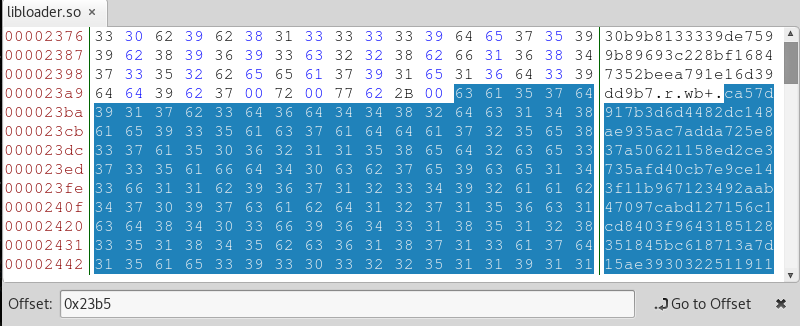 libloader.so ×
00002376 33 30 62 39 62 38 31 33 33 33 33 39 64 65 37 35 39 30b9b8133339de759
00002387 39 62 38 39 36 39 33 63 32 32 38 62 66 31 36 38 34 9b89693c228bf1684
00002398 37 33 35 32 62 65 65 61 37 39 31 65 31 36 64 33 39 7352beea791e16d39
000023a9 64 64 39 62 37 00 72 00 77 62 2B 00 63 61 35 37 64 dd9b7.r.wb+.ca57d
000023ba 39 31 37 62 33 64 36 64 34 34 38 32 64 63 31 34 38 917b3d6d4482dc148
000023cb 61 65 39 33 35 61 63 37 61 64 64 61 37 32 35 65 38 ae935ac7adda725e8
000023dc 33 37 61 35 30 36 32 31 31 35 38 65 64 32 63 65 33 37a50621158ed2ce3
000023ed 37 33 35 61 66 64 34 30 63 62 37 65 39 63 65 31 34 735afd40cb7e9ce14
000023fe 33 66 31 31 62 39 36 37 31 32 33 34 39 32 61 61 62 3f11b967123492aab
0000240f 34 37 30 39 37 63 61 62 64 31 32 37 31 35 36 63 31 47097cabd127156c1
00002420 63 64 38 34 30 33 66 39 36 34 33 31 38 35 31 32 38 cd8403f9643185128
00002431 33 35 31 38 34 35 62 63 36 31 38 37 31 33 61 37 64 351845bc618713a7d
00002442 31 35 61 65 33 39 33 30 33 32 32 35 31 31 39 31 31 15ae3930322511911
Offset: 0x23b5 Go to Offset ✖